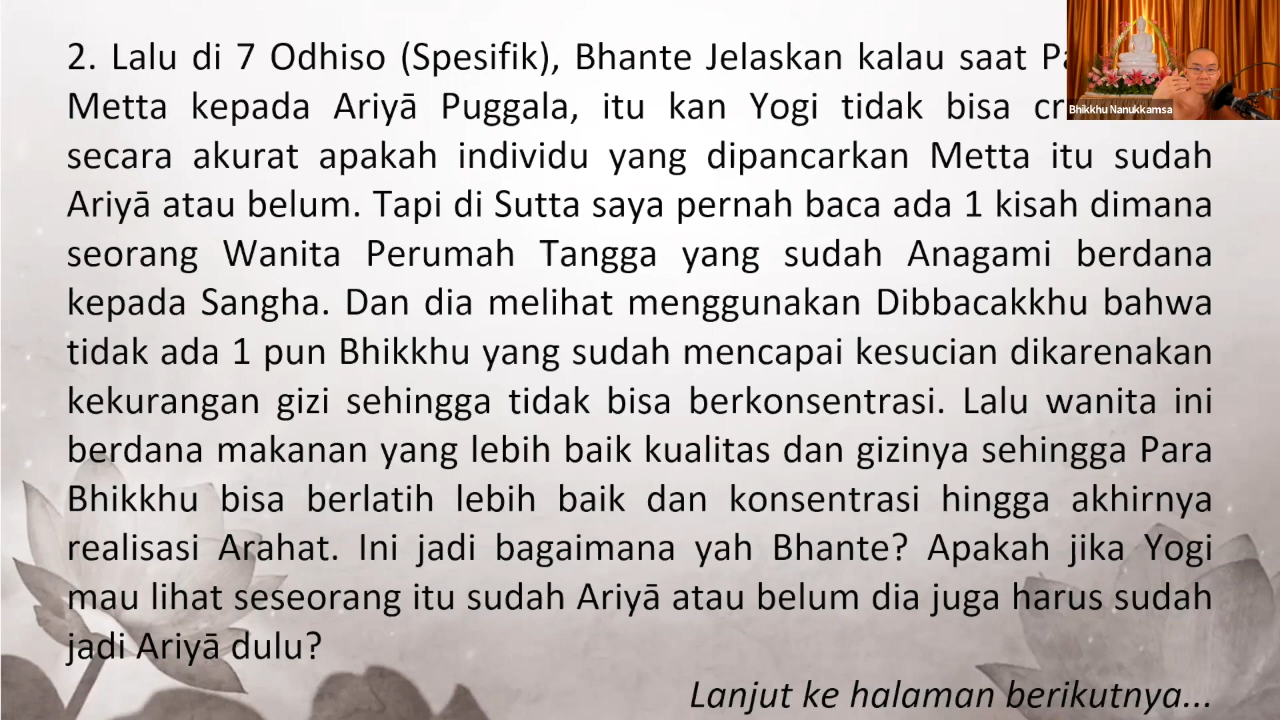 2. Lalu di 7 Odhiso (Spesifik), Bhante Jelaskan kalau saat
Metta kepada Ariyā Puggala, itu kan Yogi tidak bisa
secara akurat apakah individu yang dipancarkan Metta itu sudah
Ariyā atau belum. Tapi di Sutta saya pernah baca ada 1 kisah dimana
seorang Wanita Perumah Tangga yang sudah Anagami berdana
kepada Sangha. Dan dia melihat menggunakan Dibbacakkhu bahwa
tidak ada 1 pun Bhikkhu yang sudah mencapai kesucian dikarenakan
kekurangan gizi sehingga tidak bisa berkonsentrasi. Lalu wanita ini
berdana makanan yang lebih baik kualitas dan gizinya sehingga Para
Bhikkhu bisa berlatih lebih baik dan konsentrasi hingga akhirnya
realisasi Arahat. Ini jadi bagaimana yah Bhante? Apakah jika Yogi
mau lihat seseorang itu sudah Ariyā atau belum dia juga harus sudah
jadi Ariyā dulu?
Lanjut ke halaman berikutnya...
Bhikkhu Nanukkamsa